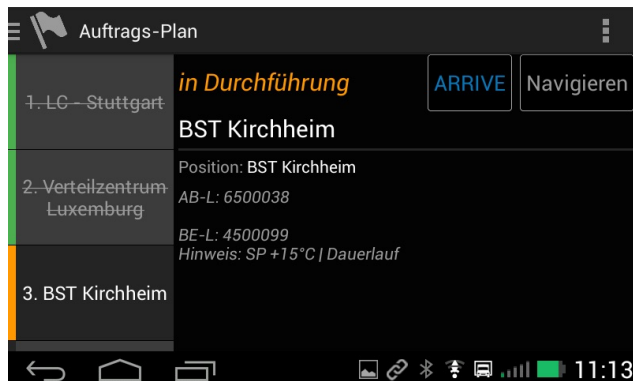 Auftrags-Plan
1. LC - Stuttgart
2. Verteilzentrum
Luxemburg
3. BST Kirchheim
in Durchführung
ARRIVE
Navigieren
BST Kirchheim
Position: BST Kirchheim
AB-L: 6500038
BE-L: 4500099
Hinweis: SP +15°C | Dauerlauf
11:13